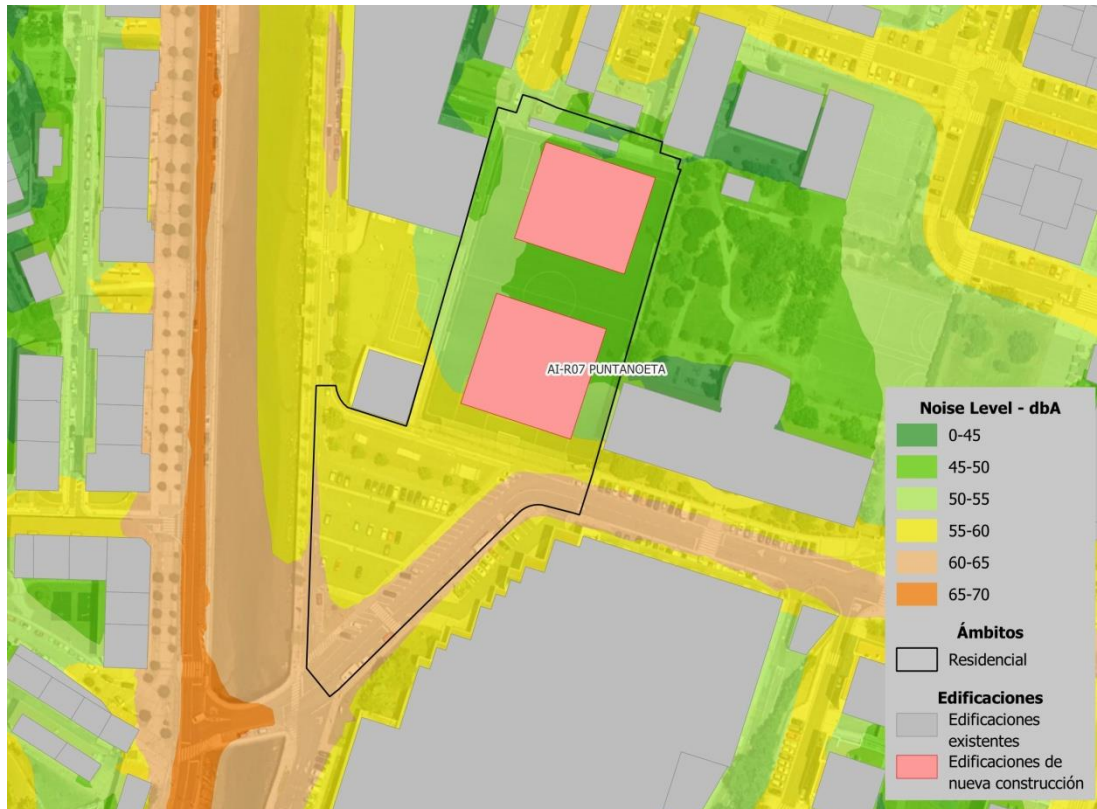 AI-R07 PUNTANOETA
Noise Level - dbA
0-45
45-50
50-55
55-60
60-65
65-70
Ámbitos
Residencial
Edificaciones
Edificaciones
existentes
Edificaciones de
nueva construcción